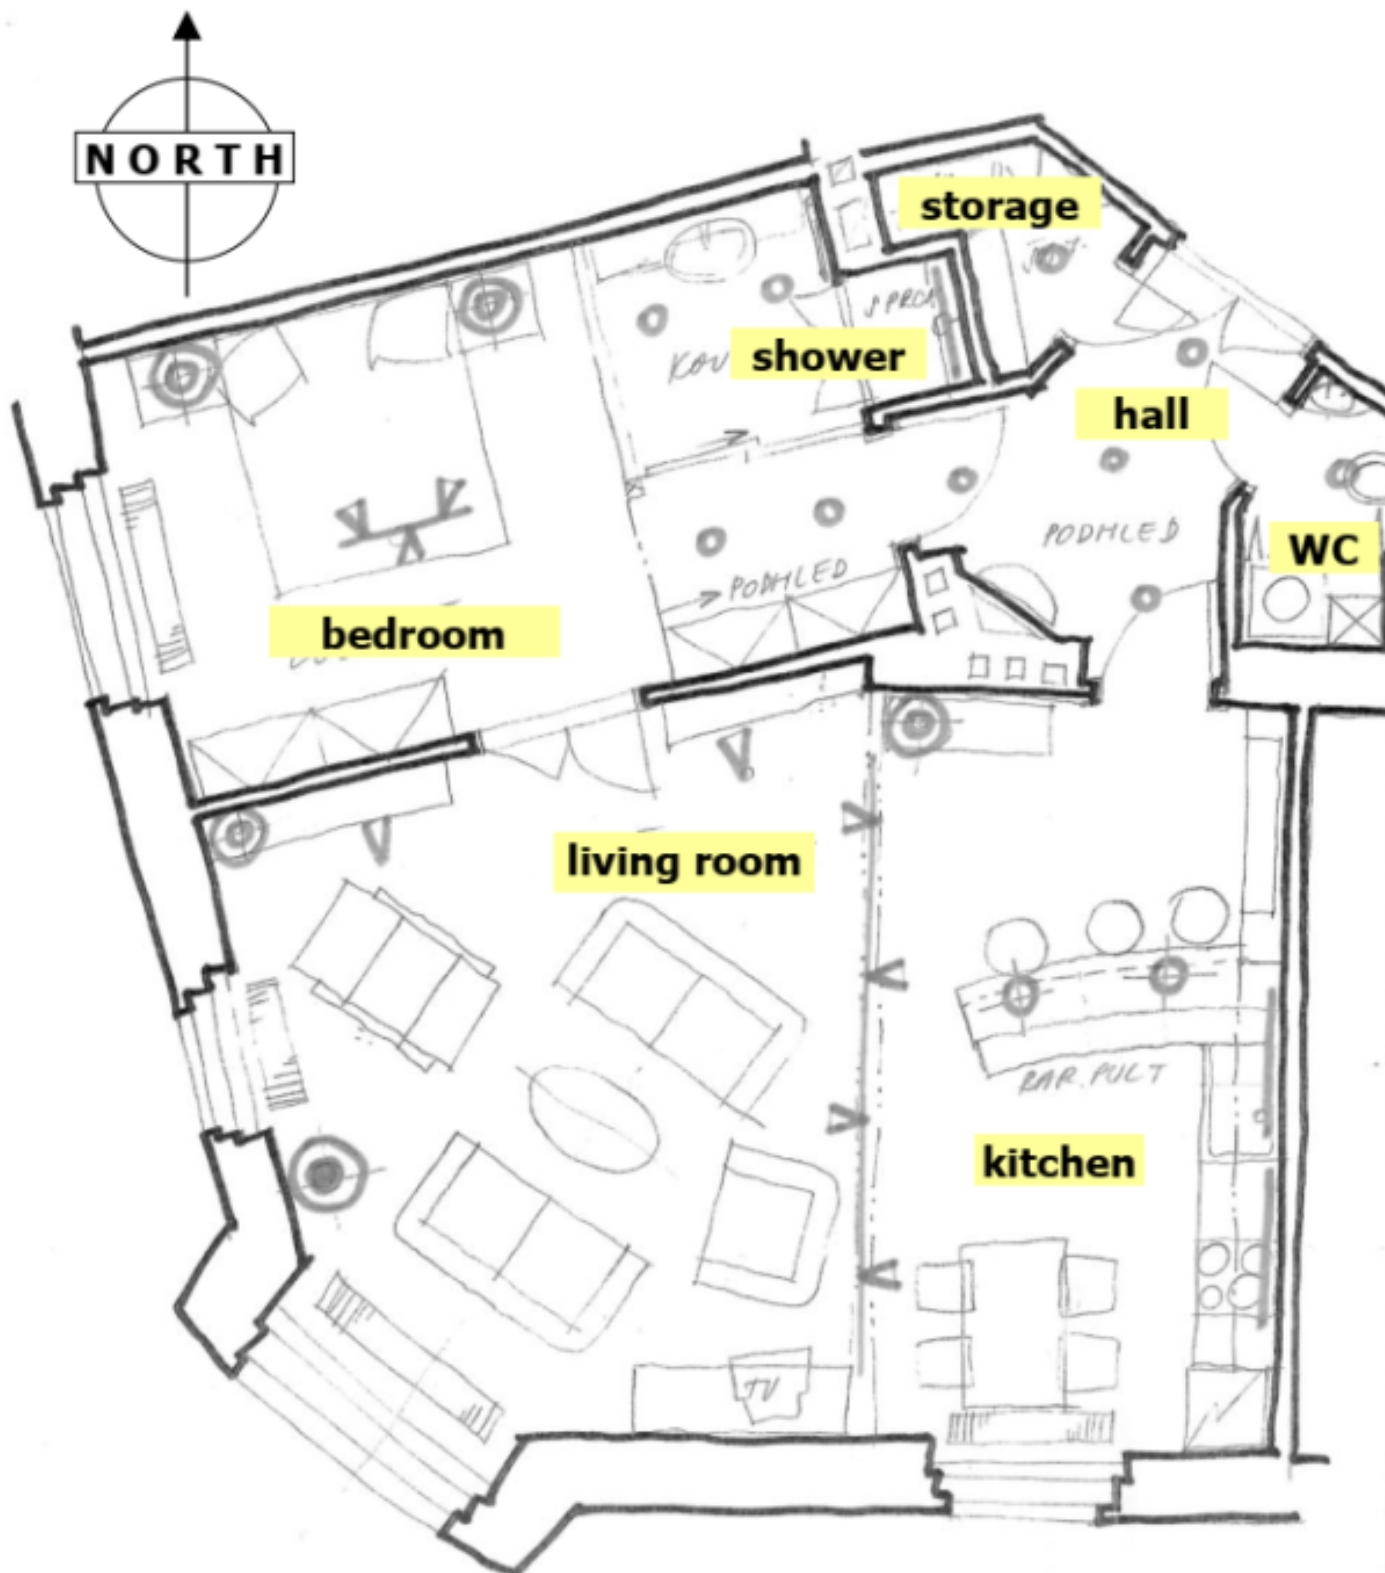 NORTH
storage
shower
hall
PODHLED
WC
PODHLED
bedroom
living room
BAR. PULT
kitchen
TV